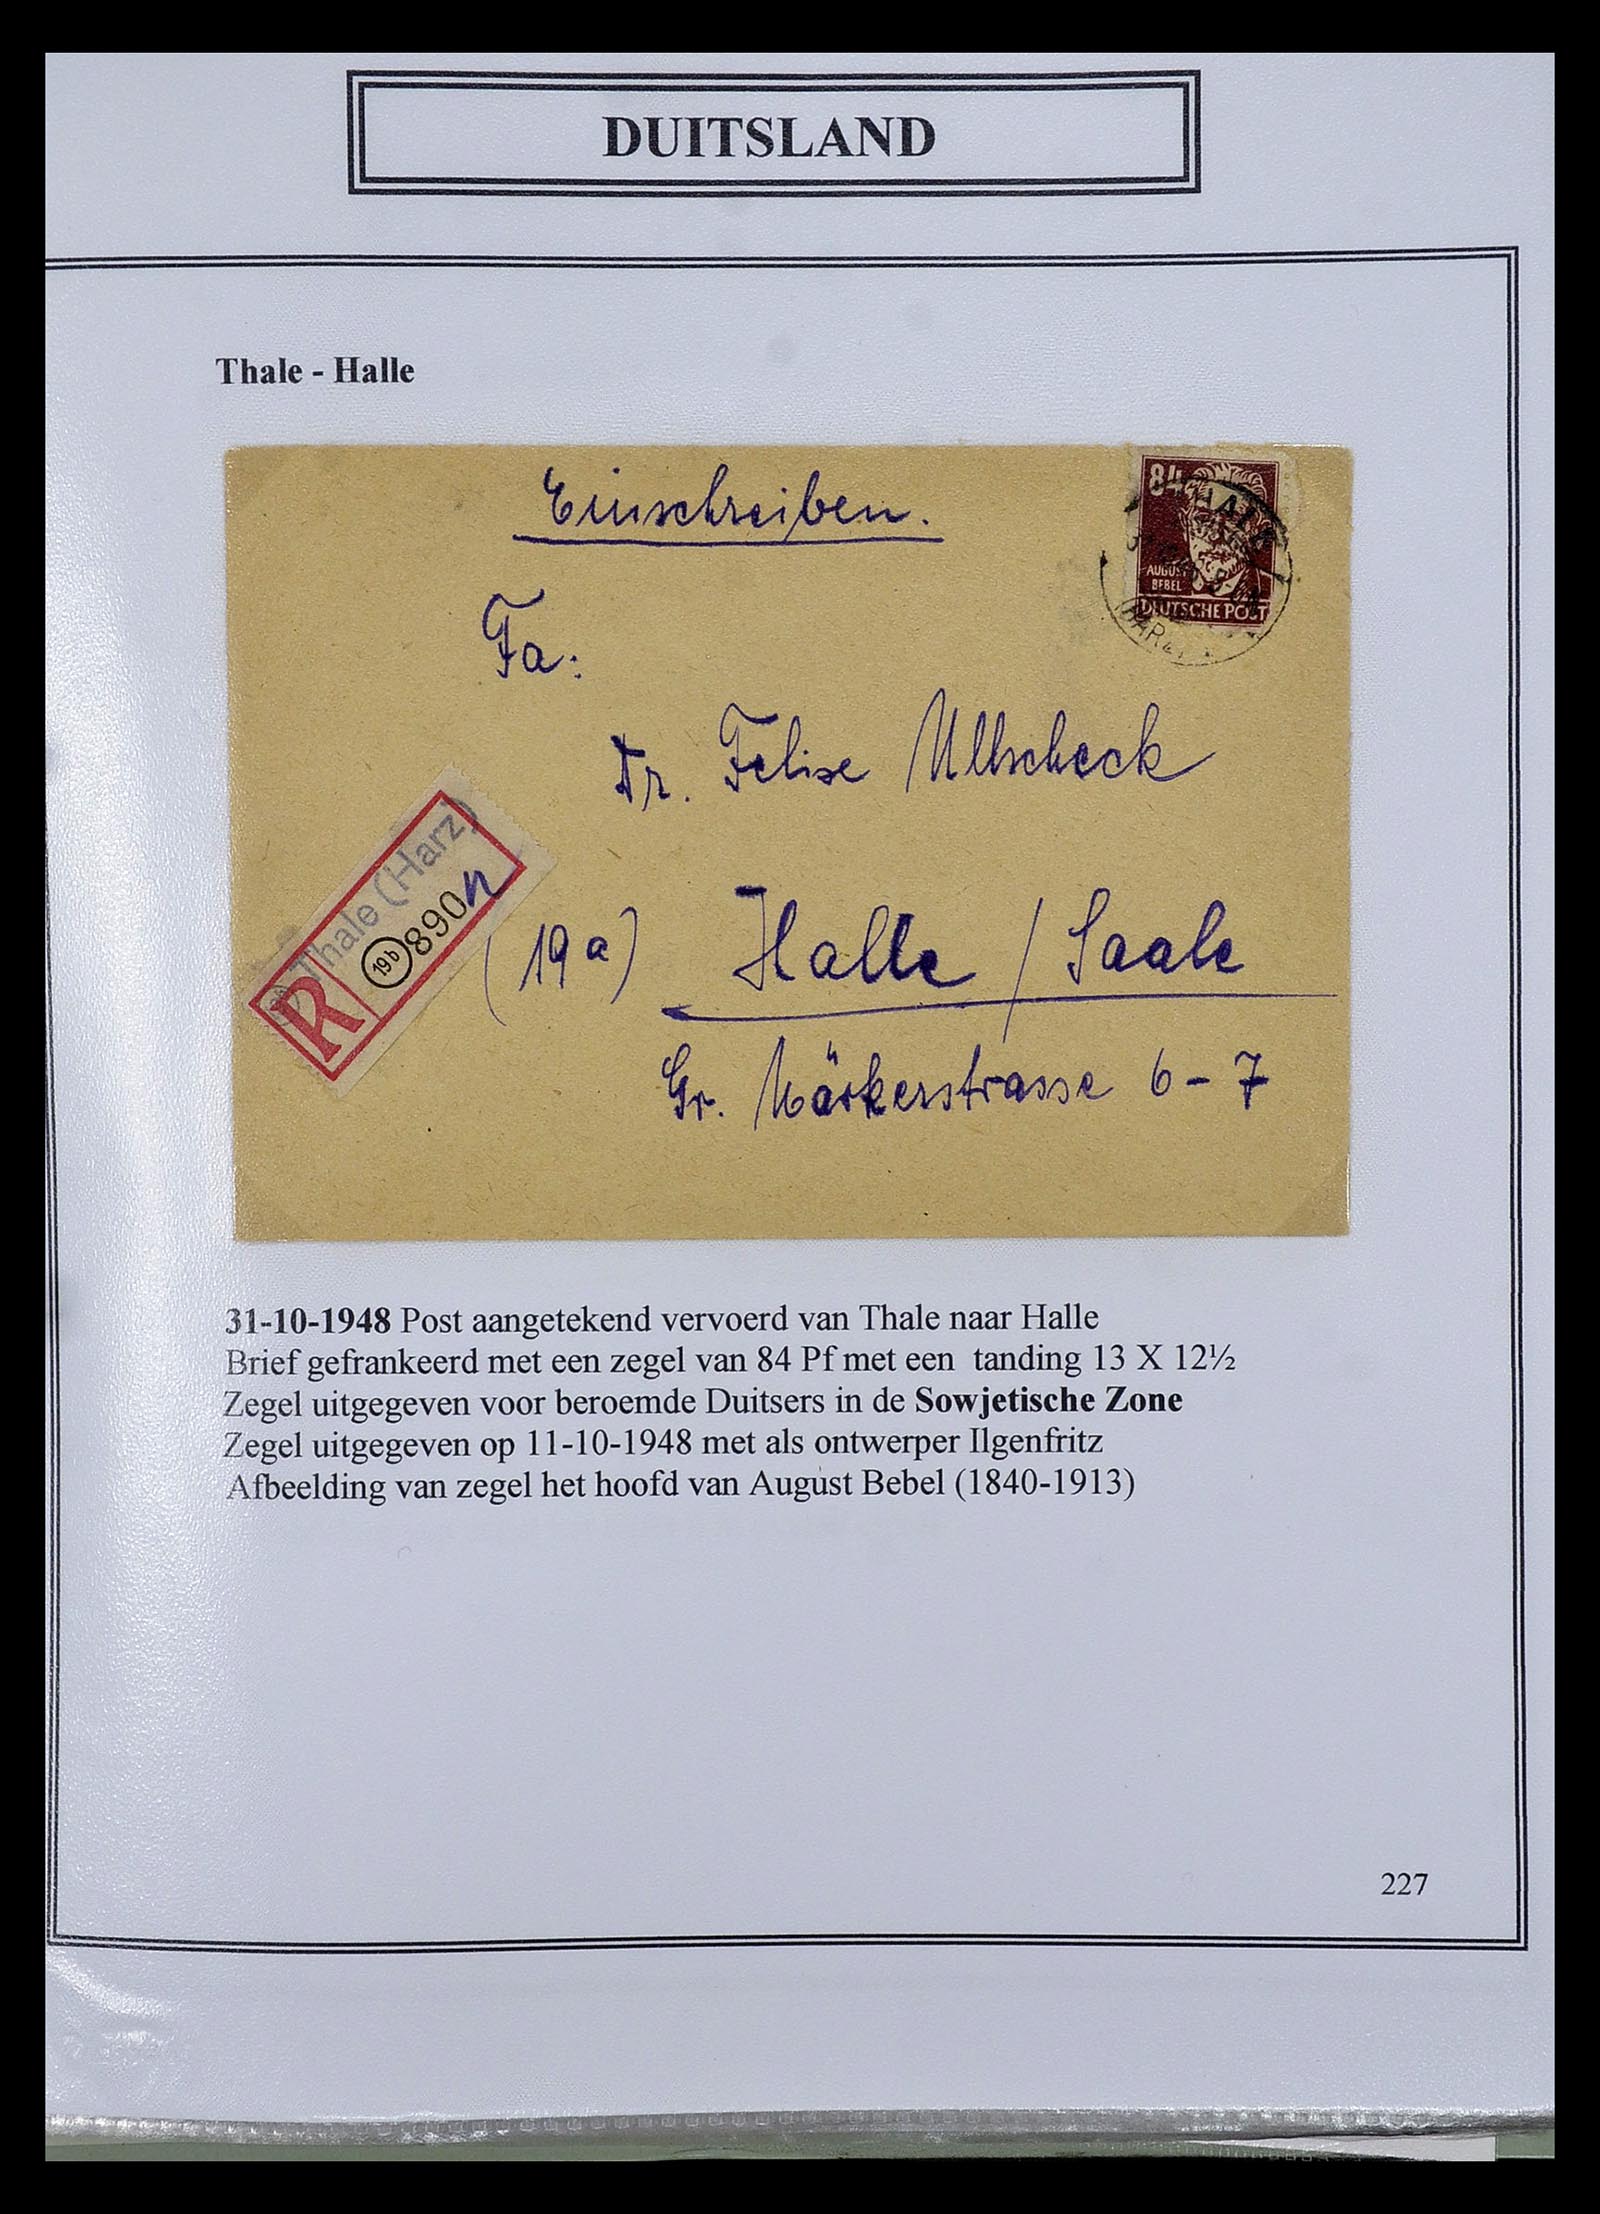 DUITSLAND
Thale - Halle
Einschreiben.
84
AUGUST
BEBEL
DEUTSCHE POST
Fa:
Dr. Felise Ullscheck
Thale (Harz)
R
19b
890 n
(19a) Halle / Saale
Gr. Märkerstrasse 6-7
31-10-1948 Post aangetekend vervoerd van Thale naar Halle
Brief gefrankeerd met een zegel van 84 Pf met een tanding 13 X 12½
Zegel uitgegeven voor beroemde Duitsers in de Sowjetische Zone
Zegel uitgegeven op 11-10-1948 met als ontwerper Ilgenfritz
Afbeelding van zegel het hoofd van August Bebel (1840-1913)
227